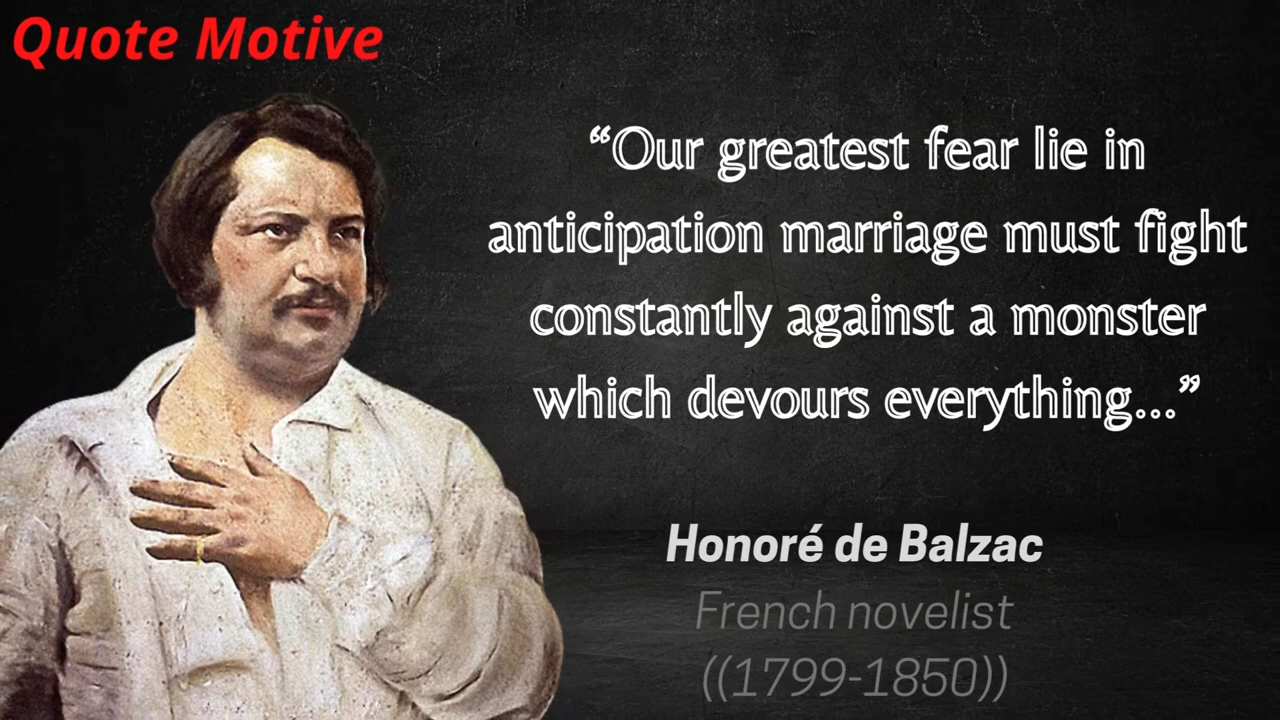 Quote Motive
“Our greatest fear lie in
anticipation marriage must fight
constantly against a monster
which devours everything...”
Honoré de Balzac
French novelist
((1799-1850))